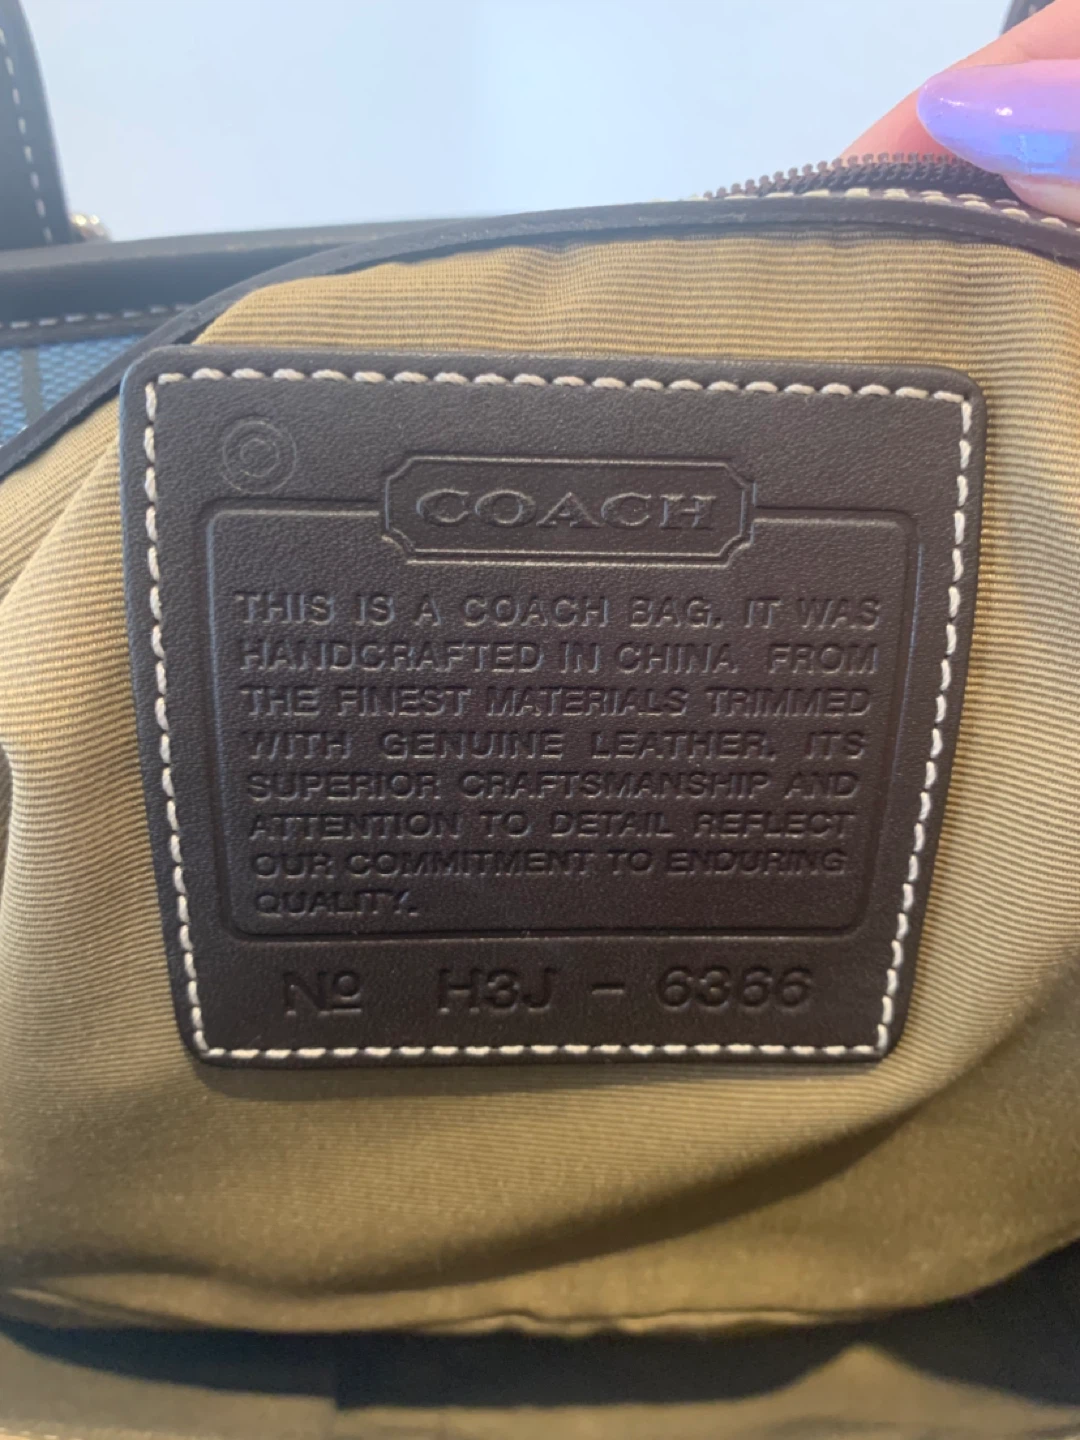 ©
COACH
THIS IS A COACH BAG. IT WAS
HANDCRAFTED IN CHINA FROM
THE FINEST MATERIALS TRIMMED
WITH GENUINE LEATHER. ITS
SUPERIOR CRAFTSMANSHIP AND
ATTENTION TO DETAIL REFLECT
OUR COMMITMENT TO ENDURING
QUALITY.
Nº H3J - 6366